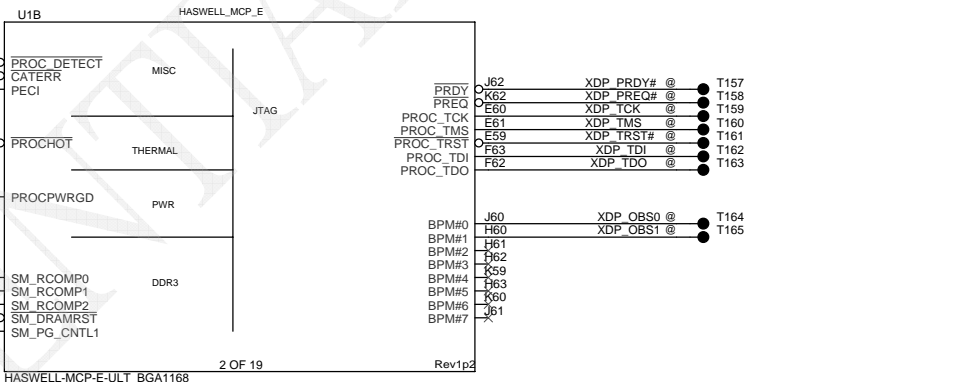 U1B HASWELL_MCP_E
PROC_DETECT
CATERR
PECI
MISC
JTAG
PROCHOT
THERMAL
PROCPWRGD
PWR
SM_RCOMP0
SM_RCOMP1
SM_RCOMP2
SM_DRAMRST
SM_PG_CNTL1
DDR3
PRDY J62 XDP_PRDY# @ T157
PREQ K62 XDP_PREQ# @ T158
PROC_TCK E60 XDP_TCK @ T159
PROC_TMS E61 XDP_TMS @ T160
PROC_TRST E59 XDP_TRST# @ T161
PROC_TDI F63 XDP_TDI @ T162
PROC_TDO F62 XDP_TDO @ T163
BPM#0 J60 XDP_OBS0 @ T164
BPM#1 H60 XDP_OBS1 @ T165
BPM#2 H61
BPM#3 H62
BPM#4 K59
BPM#5 H63
BPM#6 K60
BPM#7 J61
2 OF 19 Rev1p2
HASWELL-MCP-E-ULT_BGA1168